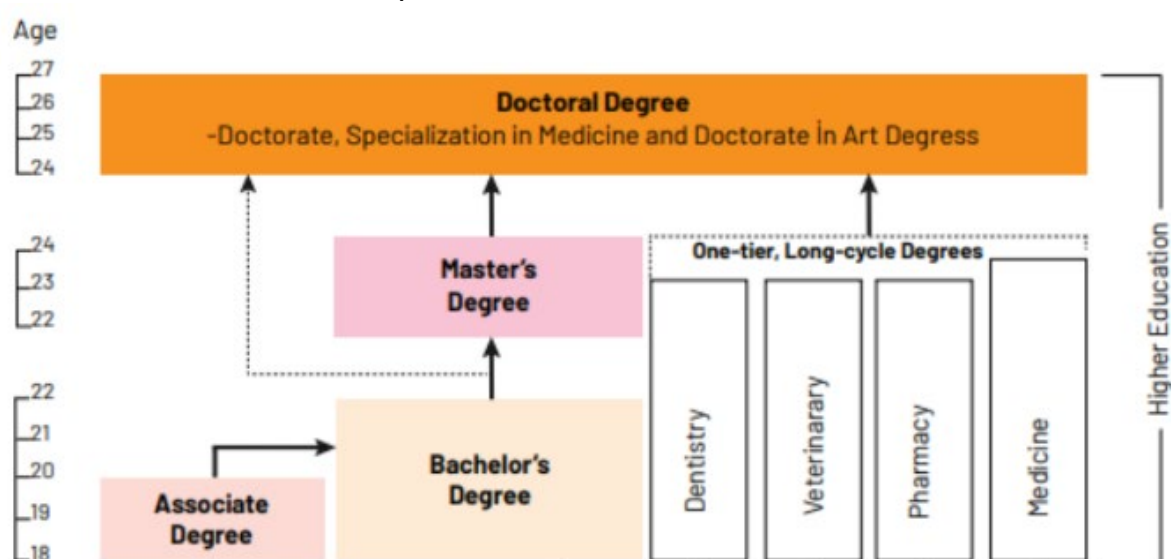 Age
27
26
25
24
Doctoral Degree
-Doctorate, Specialization in Medicine and Doctorate İn Art Degress
24
23
22
Master's
Degree
One-tier, Long-cycle Degrees
22
21
20
19
18
Associate
Degree
Bachelor's
Degree
Dentistry
Veterinarary
Pharmacy
Medicine
Higher Education